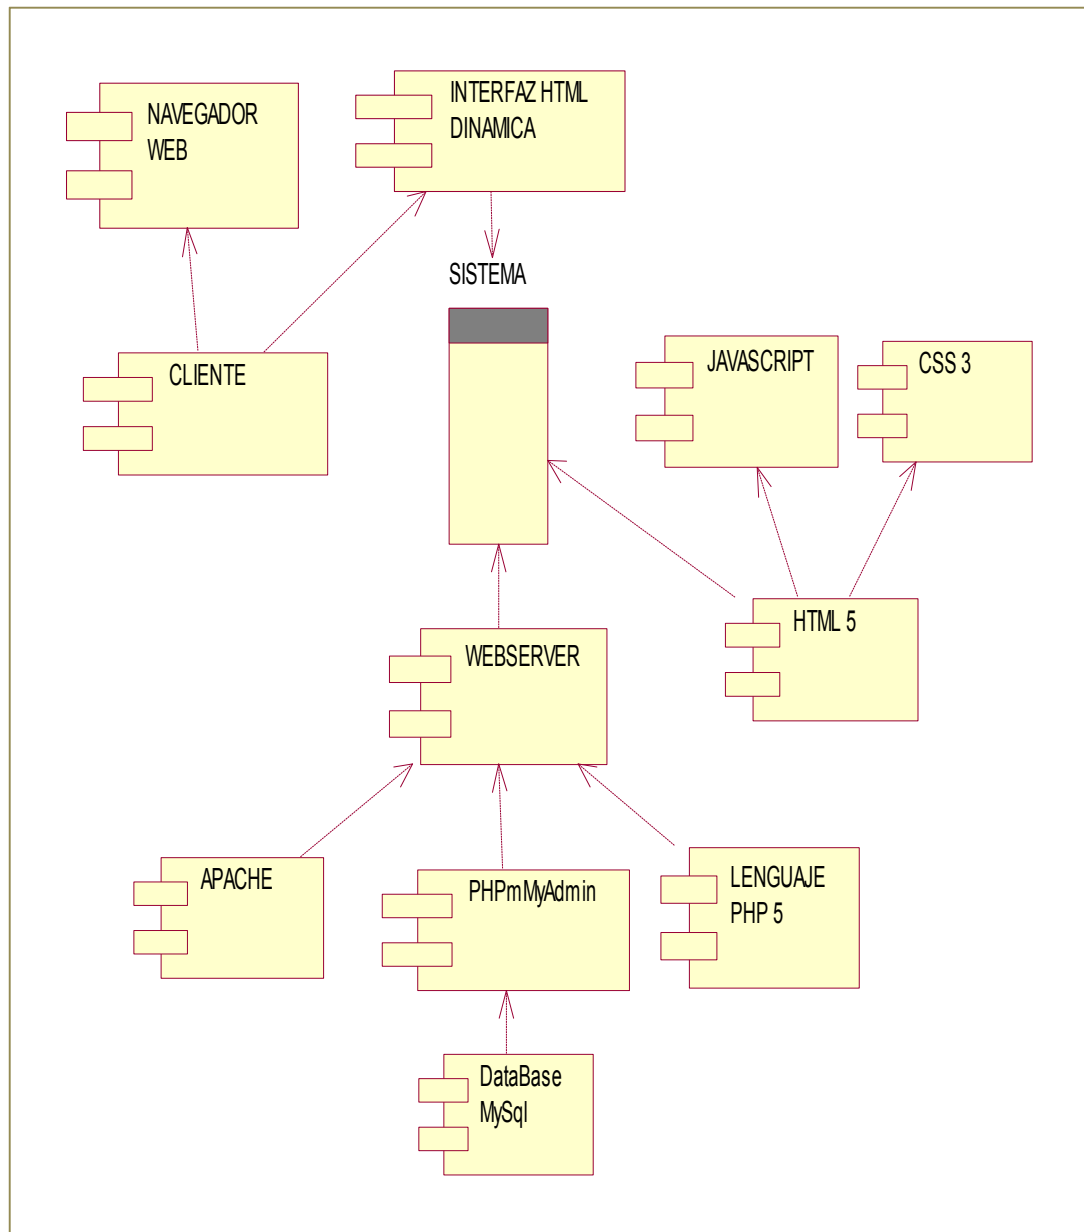 NAVEGADOR
WEB
INTERFAZ HTML
DINAMICA
SISTEMA
CLIENTE
JAVASCRIPT
CSS 3
HTML 5
WEBSERVER
APACHE
PHPmMyAdmin
LENGUAJE
PHP 5
DataBase
MySql